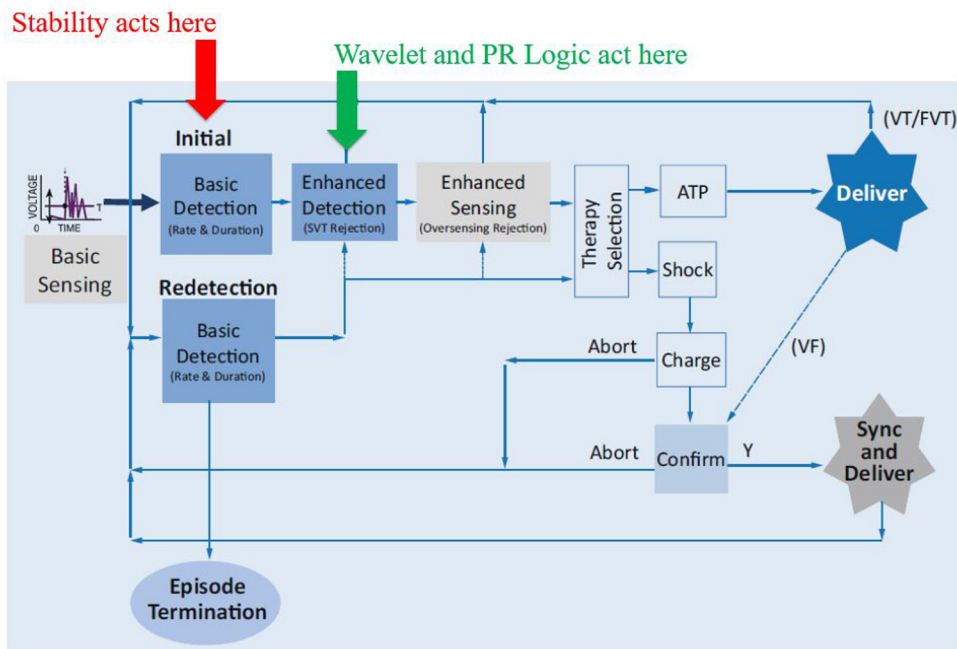 Stability acts here
Wavelet and PR Logic act here
Initial
Basic
Detection
(Rate & Duration)
Enhanced
Detection
(SVT Rejection)
Enhanced
Sensing
(Oversensing Rejection)
Therapy
Selection
ATP
(VT/FVT)
Deliver
VOLTAGE
T
0
TIME
Basic
Sensing
Shock
Redetection
Basic
Detection
(Rate & Duration)
Abort
Charge
(VF)
Abort
Confirm
Y
Sync
and
Deliver
Episode
Termination